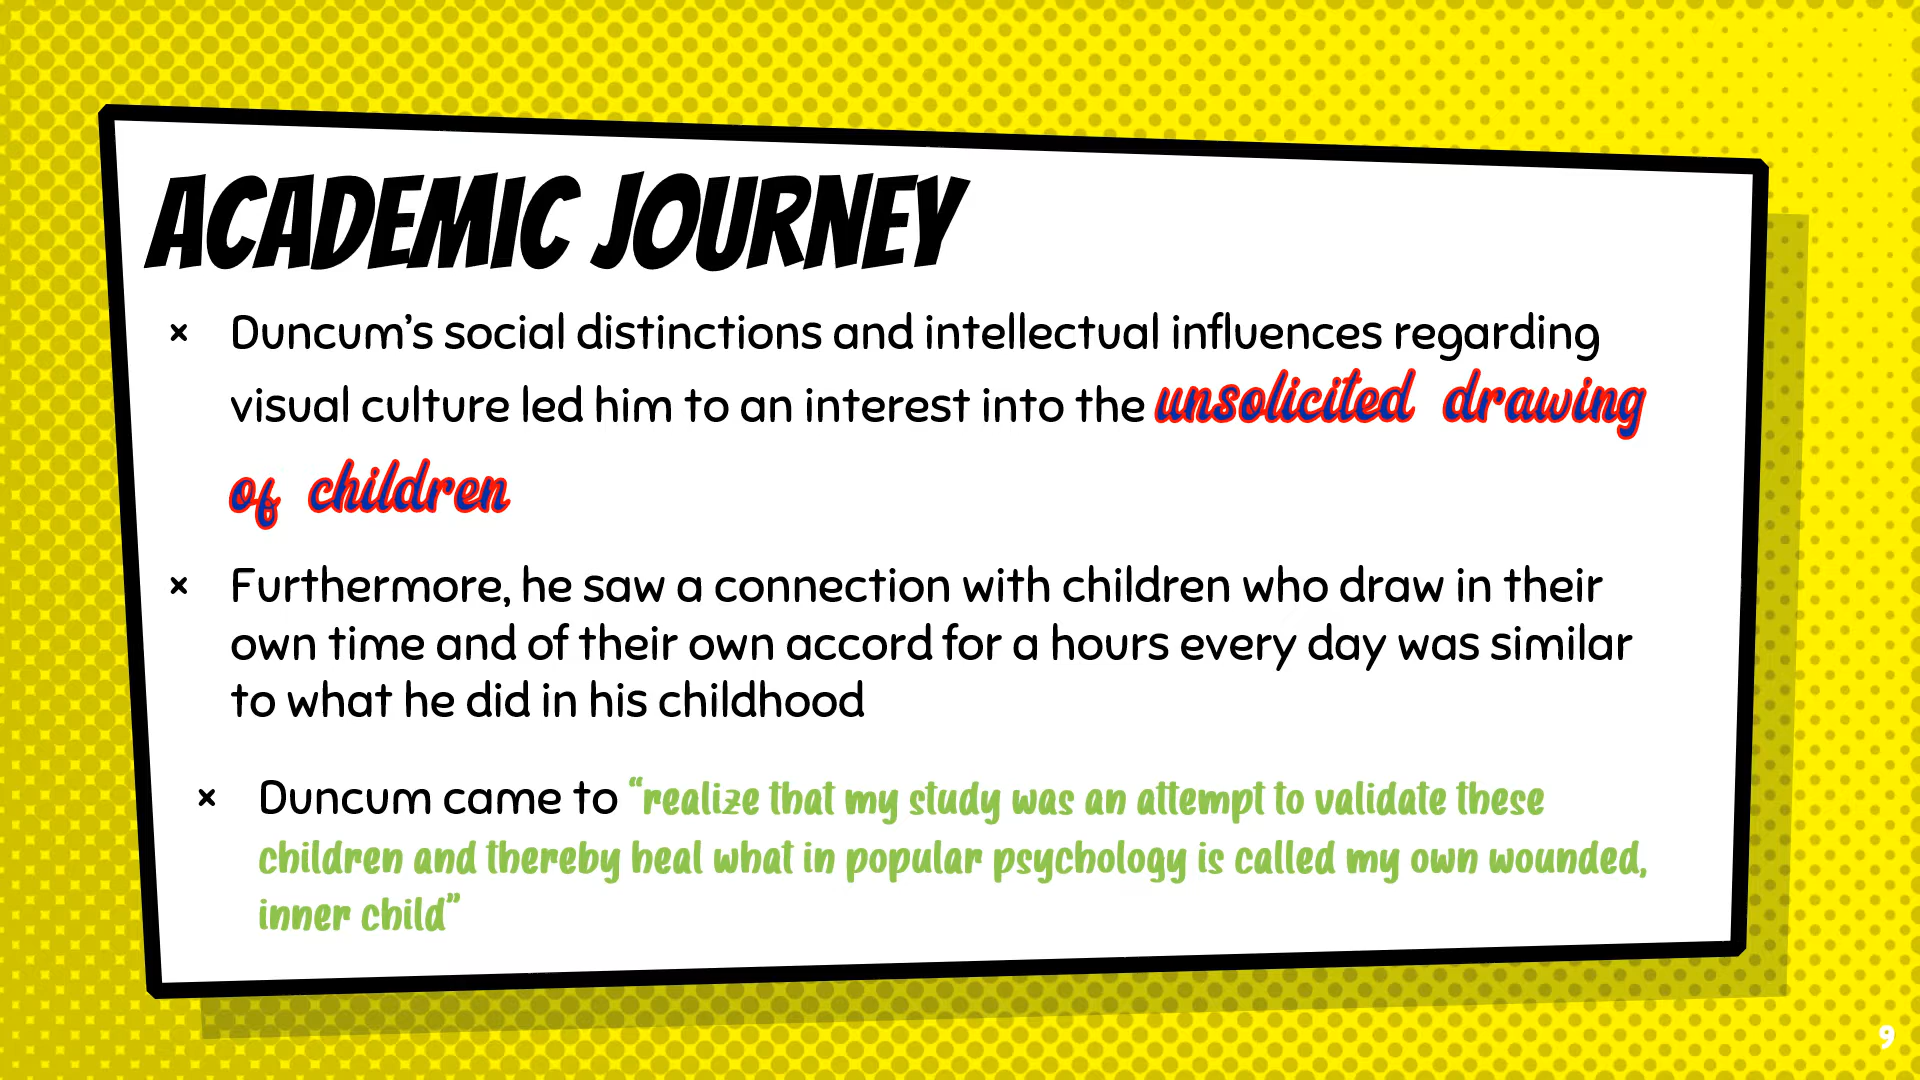 ACADEMIC JOURNEY
× Duncum’s social distinctions and intellectual influences regarding
visual culture led him to an interest into the unsolicited drawing
of children
× Furthermore, he saw a connection with children who draw in their
own time and of their own accord for a hours every day was similar
to what he did in his childhood
× Duncum came to “realize that my study was an attempt to validate these
children and thereby heal what in popular psychology is called my own wounded,
inner child”
9